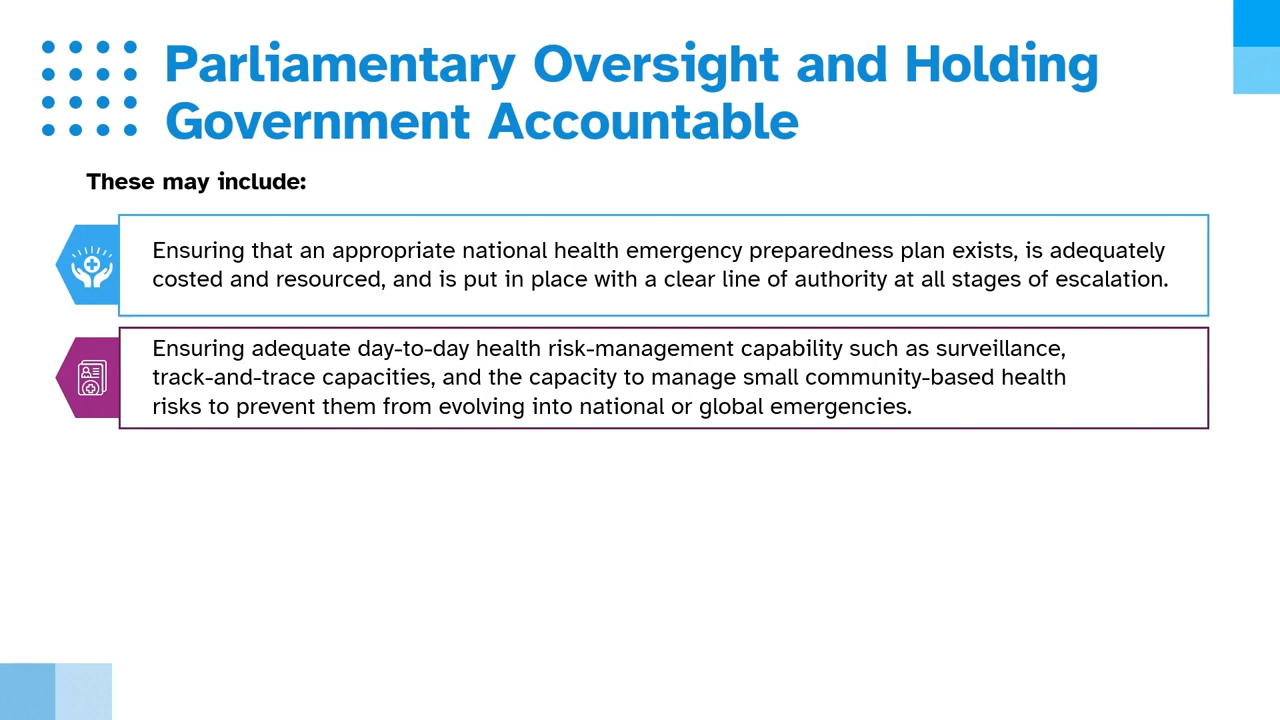 Parliamentary Oversight and Holding
Government Accountable
These may include:
Ensuring that an appropriate national health emergency preparedness plan exists, is adequately
costed and resourced, and is put in place with a clear line of authority at all stages of escalation.
Ensuring adequate day-to-day health risk-management capability such as surveillance,
track-and-trace capacities, and the capacity to manage small community-based health
risks to prevent them from evolving into national or global emergencies.